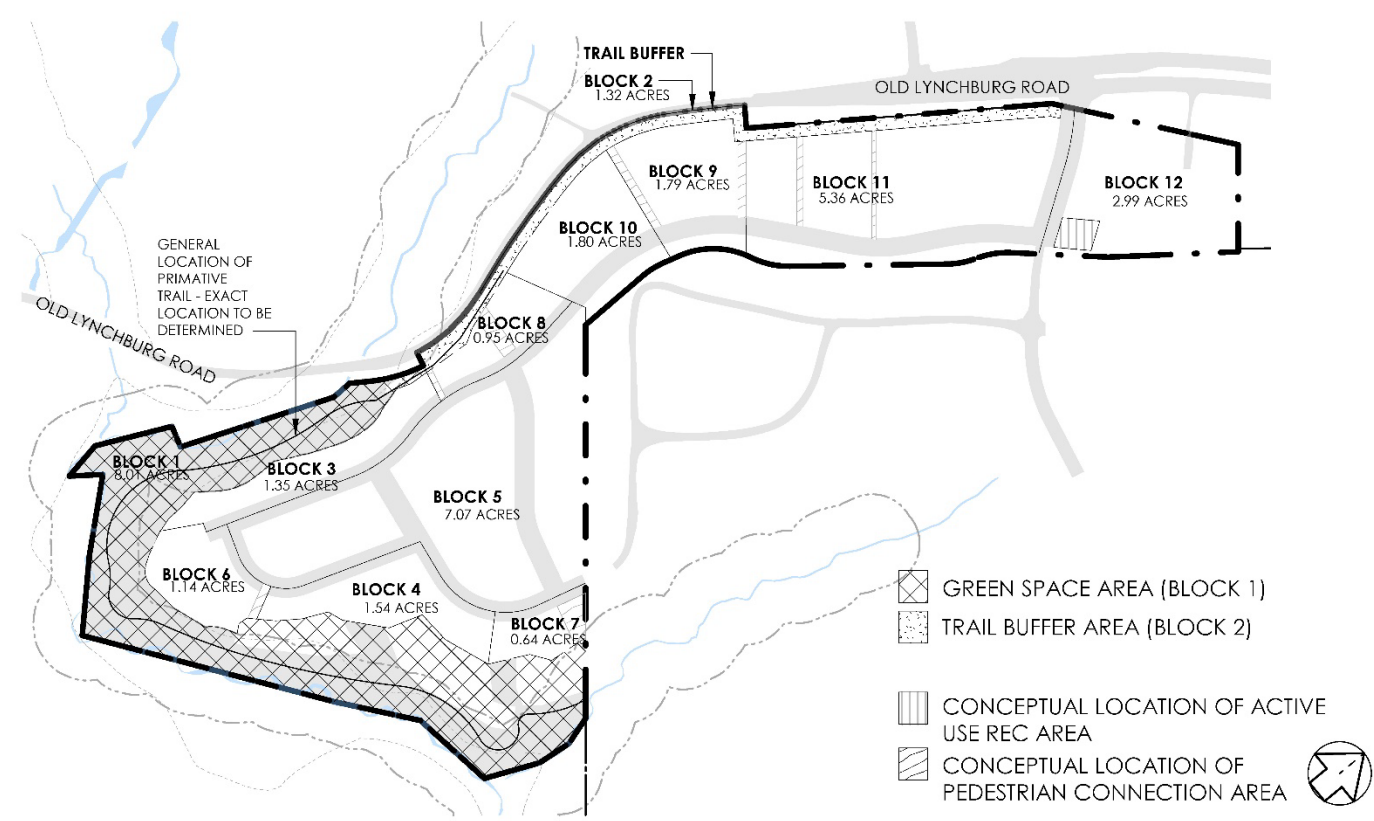 TRAIL BUFFER
BLOCK 2
1.32 ACRES
OLD LYNCHBURG ROAD
BLOCK 9
1.79 ACRES
BLOCK 11
5.36 ACRES
BLOCK 12
2.99 ACRES
BLOCK 10
1.80 ACRES
GENERAL
LOCATION OF
PRIMATIVE
TRAIL - EXACT
LOCATION TO BE
DETERMINED
OLD LYNCHBURG ROAD
BLOCK 8
0.95 ACRES
BLOCK 1
8.01 ACRES
BLOCK 3
1.35 ACRES
BLOCK 5
7.07 ACRES
BLOCK 6
1.14 ACRES
BLOCK 4
1.54 ACRES
BLOCK 7
0.64 ACRES
GREEN SPACE AREA (BLOCK 1)
TRAIL BUFFER AREA (BLOCK 2)
CONCEPTUAL LOCATION OF ACTIVE
USE REC AREA
CONCEPTUAL LOCATION OF
PEDESTRIAN CONNECTION AREA